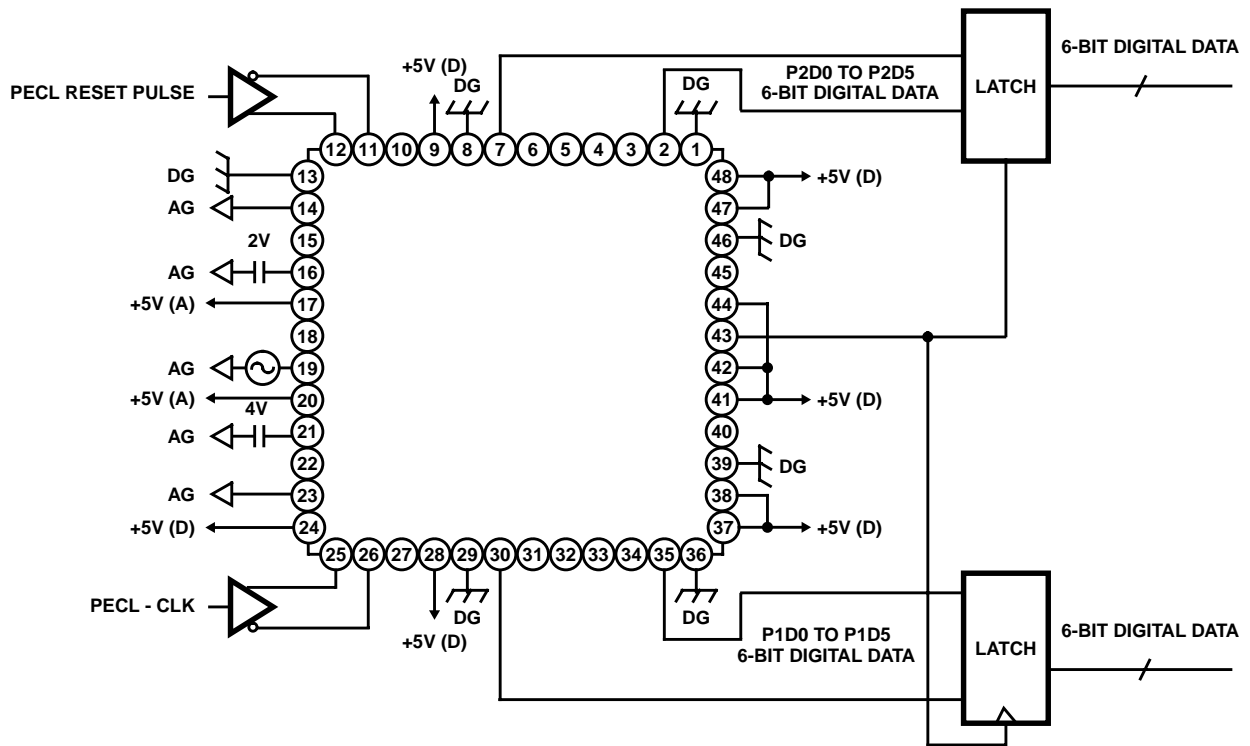 6-BIT DIGITAL DATA
+5V (D)
DG
P2D0 TO P2D5
6-BIT DIGITAL DATA
DG
LATCH
PECL RESET PULSE
12 11 10 9 8 7 6 5 4 3 2 1
DG 13
48 +5V (D)
AG 14
47
15
46 DG
2V
AG 16
45
+5V (A) 17
44
18
43
AG 19
42
+5V (A) 20
41 +5V (D)
4V
AG 21
40
22
39 DG
AG 23
38
+5V (D) 24
37 +5V (D)
25 26 27 28 29 30 31 32 33 34 35 36
PECL - CLK
DG
+5V (D)
DG
P1D0 TO P1D5
6-BIT DIGITAL DATA
LATCH
6-BIT DIGITAL DATA